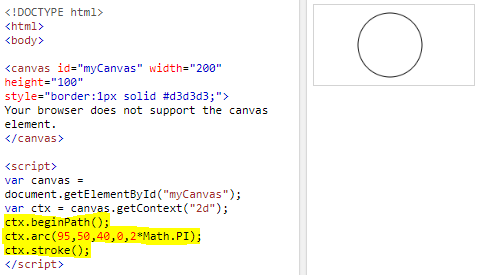 <!DOCTYPE html>
<html>
<body>
<canvas id="myCanvas" width="200"
height="100"
style="border:1px solid #d3d3d3;">
Your browser does not support the canvas
element.
</canvas>
<script>
var canvas =
document.getElementById("myCanvas");
var ctx = canvas.getContext("2d");
ctx.beginPath();
ctx.arc(95,50,40,0,2*Math.PI);
ctx.stroke();
</script>